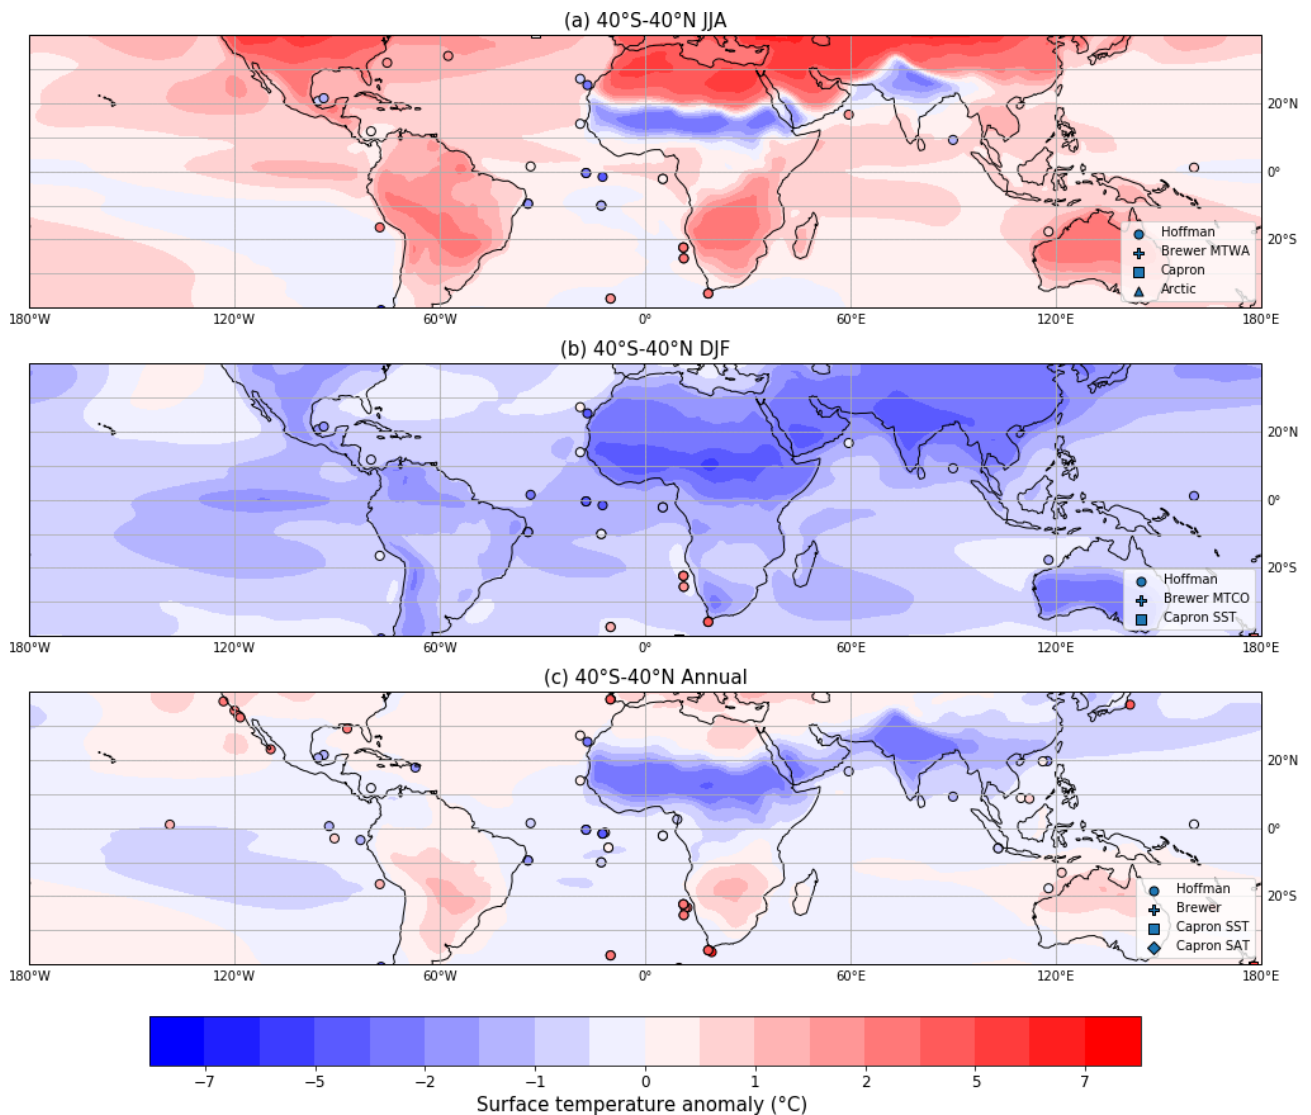 (a) 40°S-40°N JJA
20°N
0°
20°S
Hoffman
Brewer MTWA
Capron
Arctic
180°W 120°W 60°W 0° 60°E 120°E 180°E
(b) 40°S-40°N DJF
20°N
0°
20°S
Hoffman
Brewer MTCO
Capron SST
180°W 120°W 60°W 0° 60°E 120°E 180°E
(c) 40°S-40°N Annual
20°N
0°
20°S
Hoffman
Brewer
Capron SST
Capron SAT
180°W 120°W 60°W 0° 60°E 120°E 180°E
−7 −5 −2 −1 0 1 2 5 7
Surface temperature anomaly (°C)